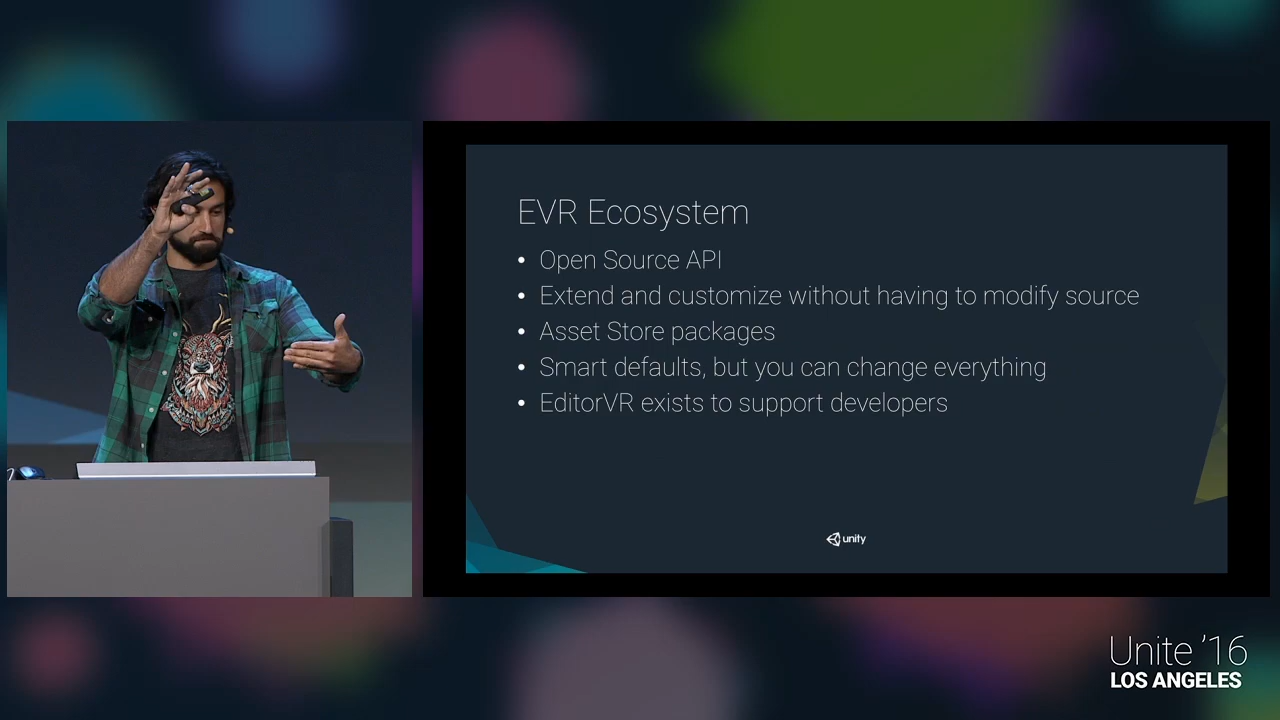 EVR Ecosystem
• Open Source API
• Extend and customize without having to modify source
• Asset Store packages
• Smart defaults, but you can change everything
• EditorVR exists to support developers
unity
Unite '16
LOS ANGELES